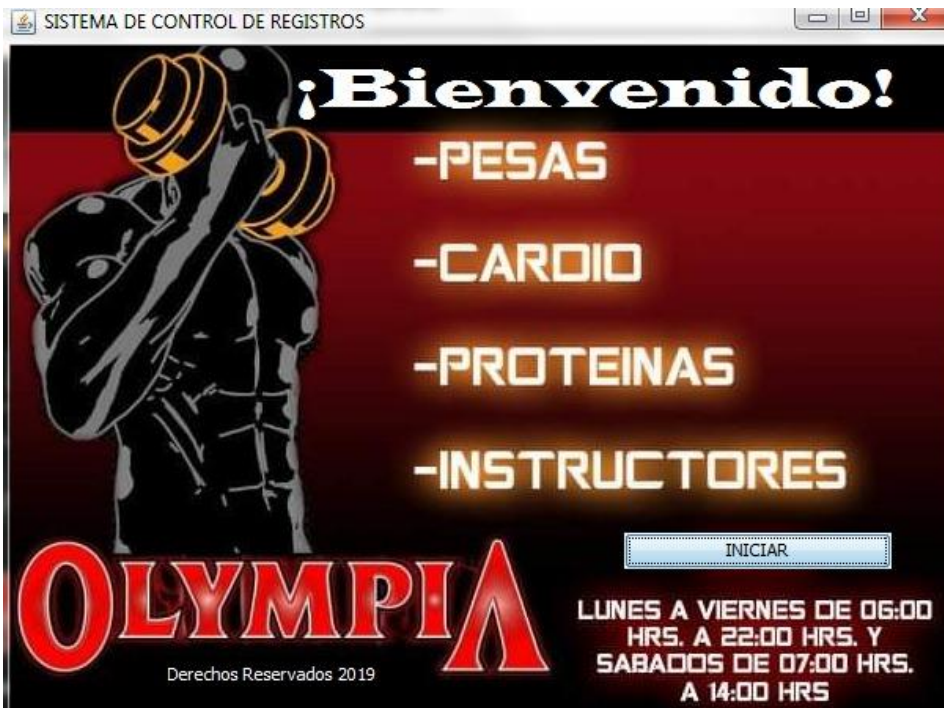 SISTEMA DE CONTROL DE REGISTROS
¡Bienvenido!
-PESAS
-CARDIO
-PROTEINAS
-INSTRUCTORES
INICIAR
OLYMPIA
LUNES A VIERNES DE 06:00
HRS. A 22:00 HRS. Y
SABADOS DE 07:00 HRS.
A 14:00 HRS
Derechos Reservados 2019